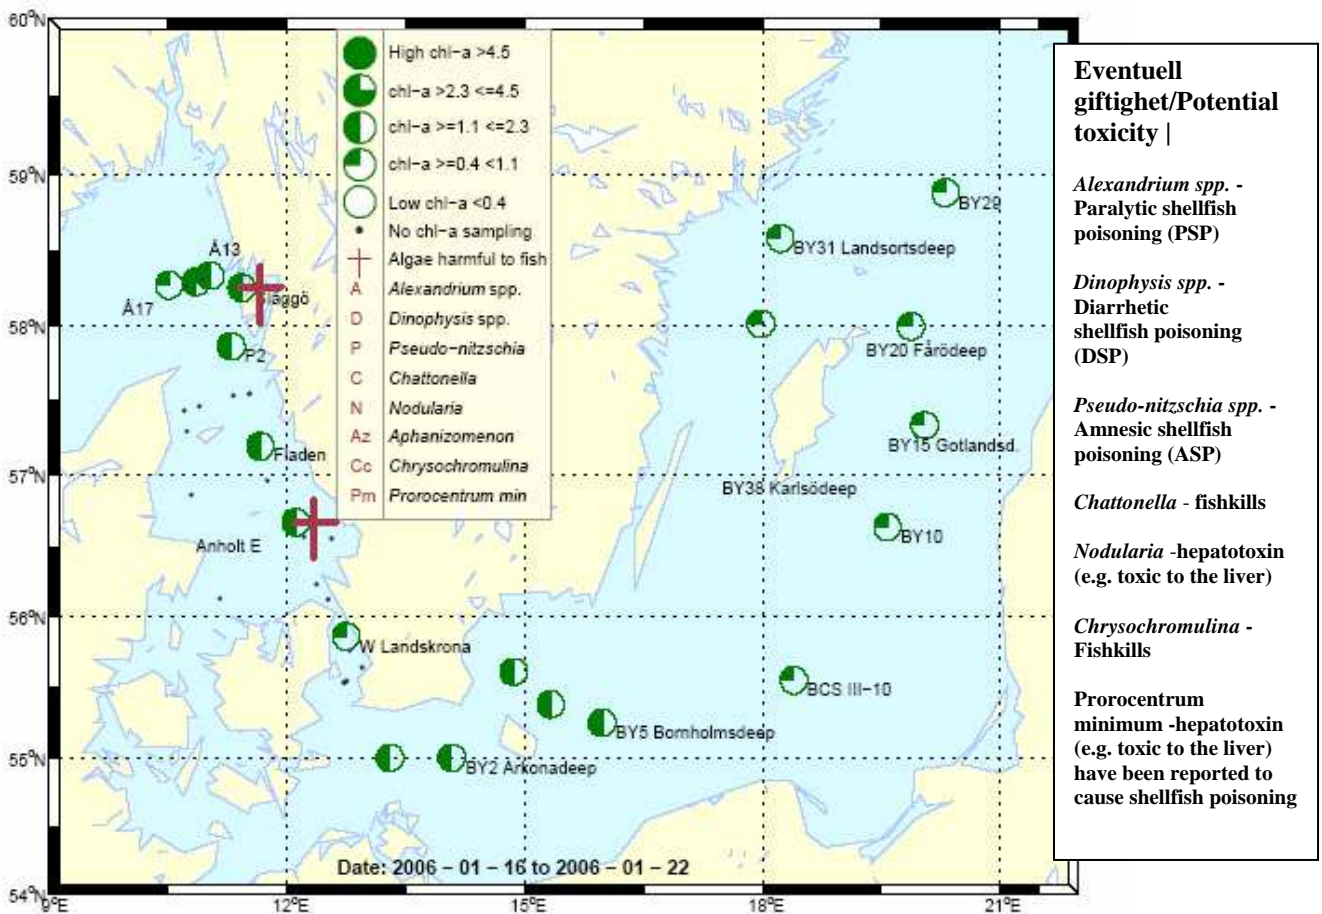 60°N
59°N
58°N
57°N
56°N
55°N
54°N
9°E
12°E
15°E
18°E
21°E
High chl-a >4.5
chl-a >2.3 <=4.5
chl-a >=1.1 <=2.3
chl-a >=0.4 <1.1
Low chl-a <0.4
No chl-a sampling
Algae harmful to fish
A Alexandrium spp.
D Dinophysis spp.
P Pseudo-nitzschia
C Chattonella
N Nodularia
Az Aphanizomenon
Cc Chrysochromulina
Pm Prorocentrum min
Å13
Å17
Släggö
P2
Fladen
Anholt E
W Landskrona
BY29
BY31 Landsortsdeep
BY20 Fårödeep
BY15 Gotlandsd.
BY38 Karlsödeep
BY10
BCS III-10
BY5 Bornholmsdeep
BY2 Arkonadeep
Date: 2006 - 01 - 16 to 2006 - 01 - 22
Eventuell
giftighet/Potential
toxicity |
Alexandrium spp. -
Paralytic shellfish
poisoning (PSP)
Dinophysis spp. -
Diarrhetic
shellfish poisoning
(DSP)
Pseudo-nitzschia spp. -
Amnesic shellfish
poisoning (ASP)
Chattonella - fishkills
Nodularia -hepatotoxin
(e.g. toxic to the liver)
Chrysochromulina -
Fishkills
Prorocentrum
minimum -hepatotoxin
(e.g. toxic to the liver)
have been reported to
cause shellfish poisoning